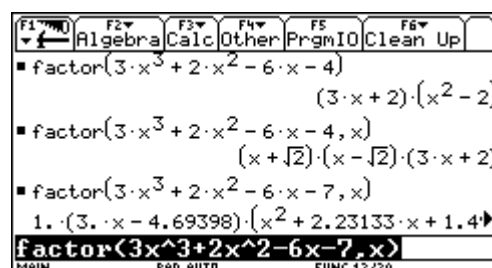 F1 F2 F3 F4 F5 F6
Algebra Calc Other PrgmIO Clean Up
▪ factor(3·x³ + 2·x² - 6·x - 4)
(3·x + 2)·(x² - 2)
▪ factor(3·x³ + 2·x² - 6·x - 4, x)
(x + √2)·(x - √2)·(3·x + 2)
▪ factor(3·x³ + 2·x² - 6·x - 7, x)
1. ·(3. ·x - 4.69398)·(x² + 2.23133·x + 1.4
factor(3x^3+2x^2-6x-7,x)
MAIN RAD AUTO FUNC 12/30